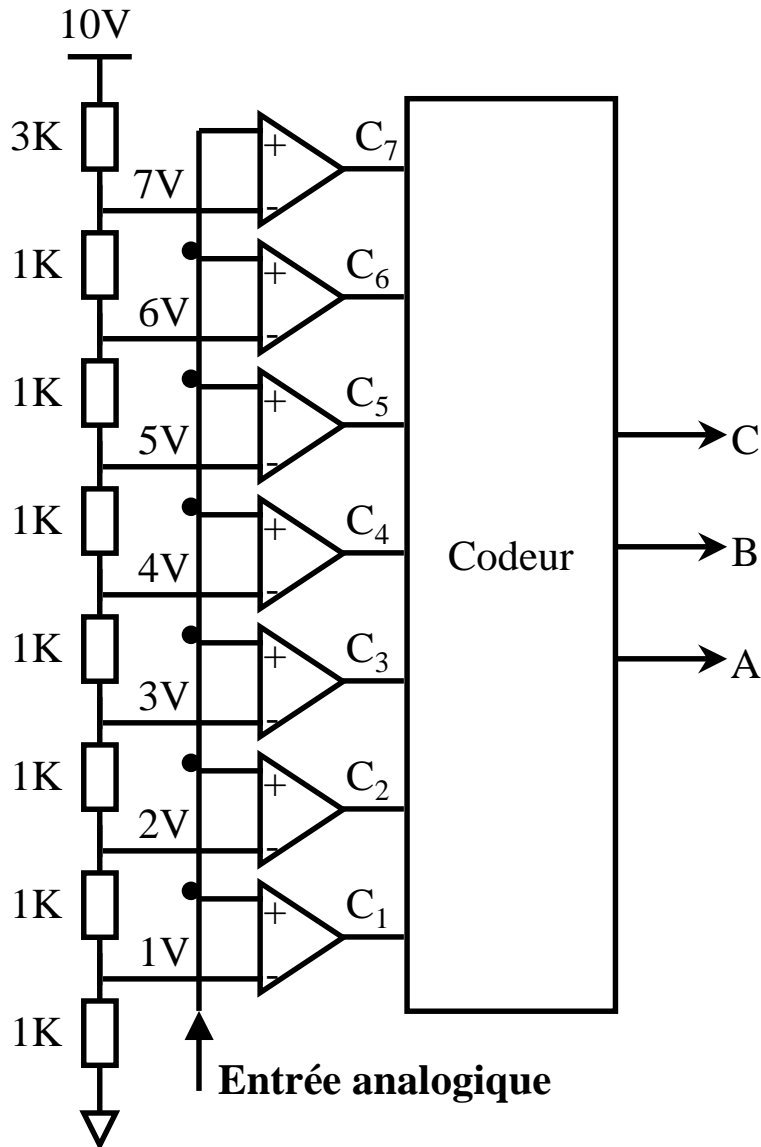 10V
3K
+
C7
7V
-
1K
+
C6
6V
-
1K
+
C5
5V
-
C
1K
+
C4
Codeur
B
4V
-
1K
+
C3
A
3V
-
1K
+
C2
2V
-
1K
+
C1
1V
-
1K
Entrée analogique